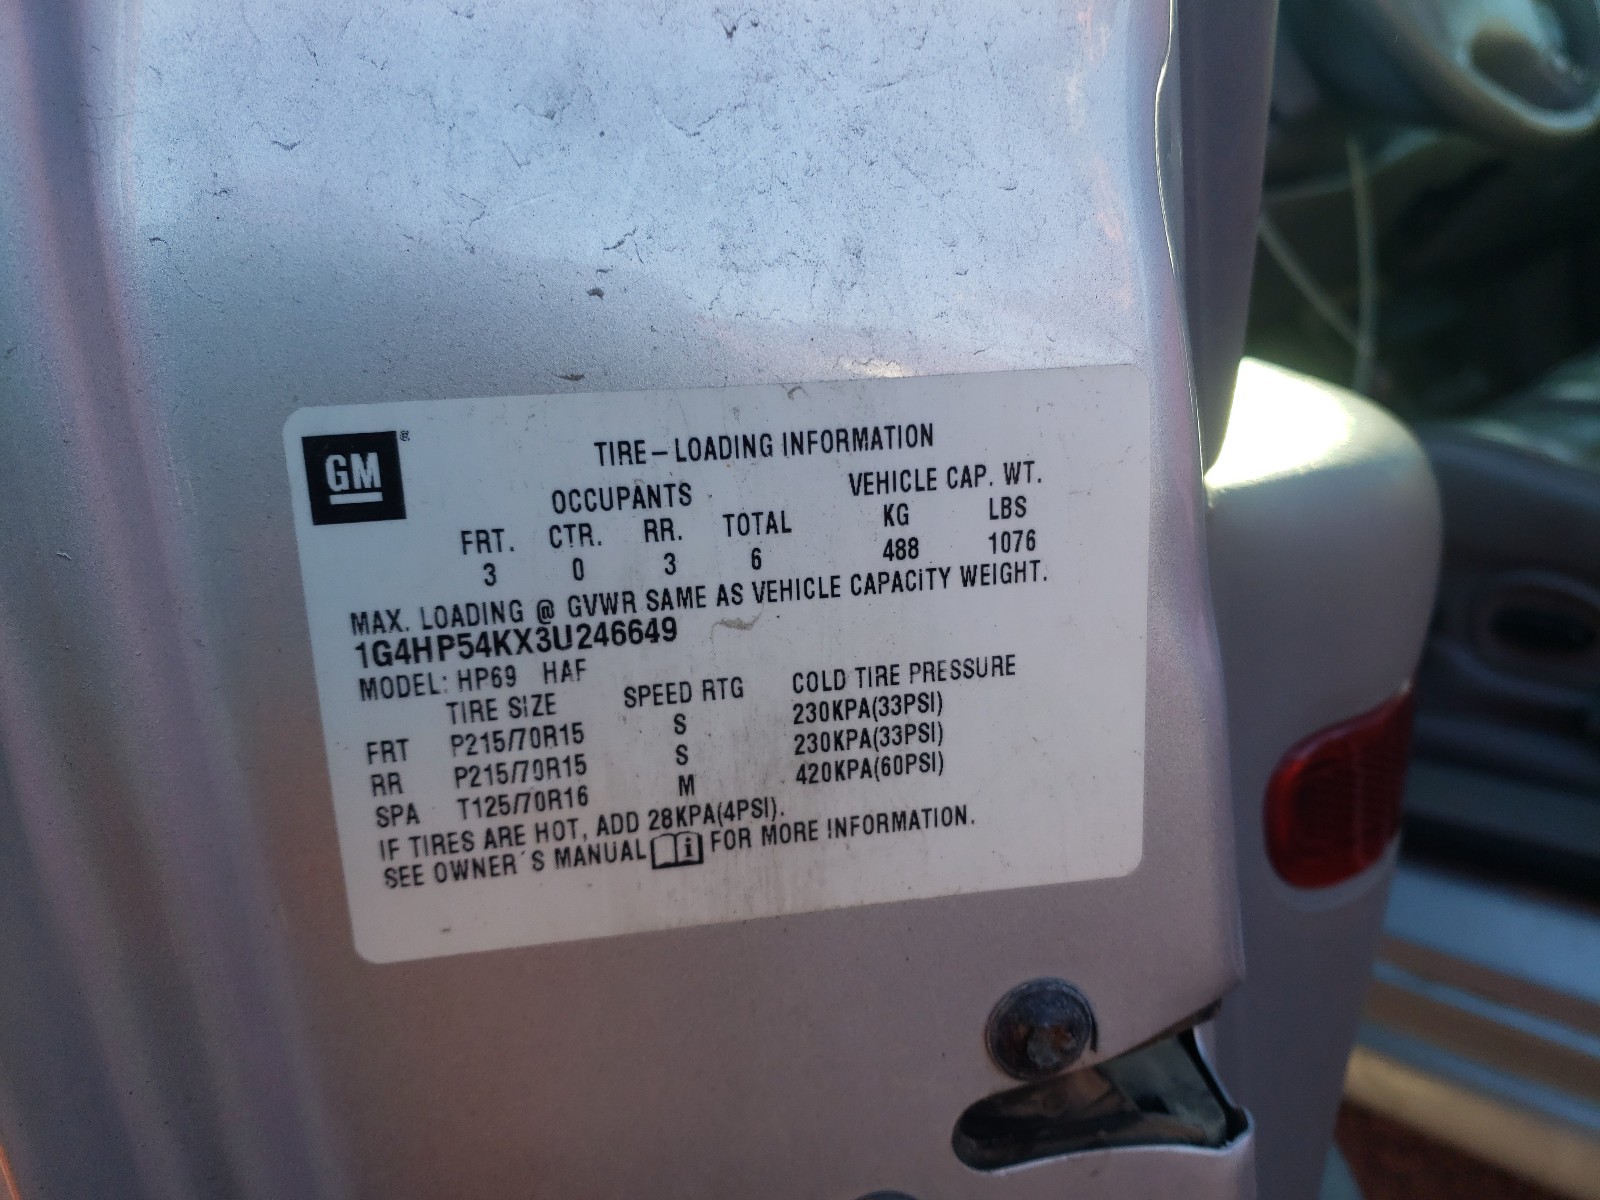 GM®
TIRE–LOADING INFORMATION
OCCUPANTS VEHICLE CAP. WT.
FRT. CTR. RR. TOTAL KG LBS
3 0 3 6 488 1076
MAX. LOADING @ GVWR SAME AS VEHICLE CAPACITY WEIGHT.
1G4HP54KX3U246649
MODEL: HP69 HAF
TIRE SIZE SPEED RTG COLD TIRE PRESSURE
FRT P215/70R15 S 230KPA(33PSI)
RR P215/70R15 S 230KPA(33PSI)
SPA T125/70R16 M 420KPA(60PSI)
IF TIRES ARE HOT, ADD 28KPA(4PSI).
SEE OWNER'S MANUAL i FOR MORE INFORMATION.